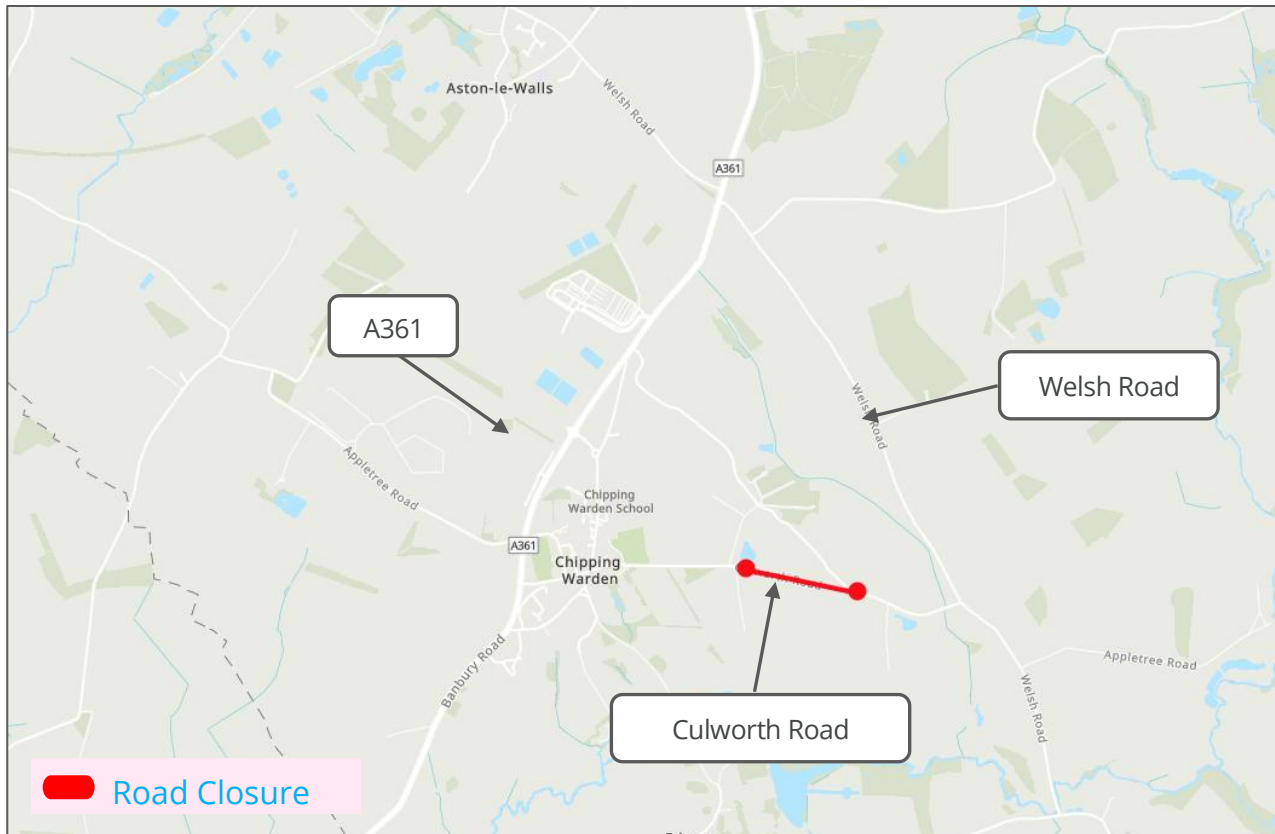 Aston-le-Walls
Welsh Road
A361
A361
Welsh Road
Welsh Road
Appletree Road
Chipping
Warden School
A361
Chipping
Warden
Road
Appletree Road
Welsh Road
Banbury Road
Culworth Road
Road Closure